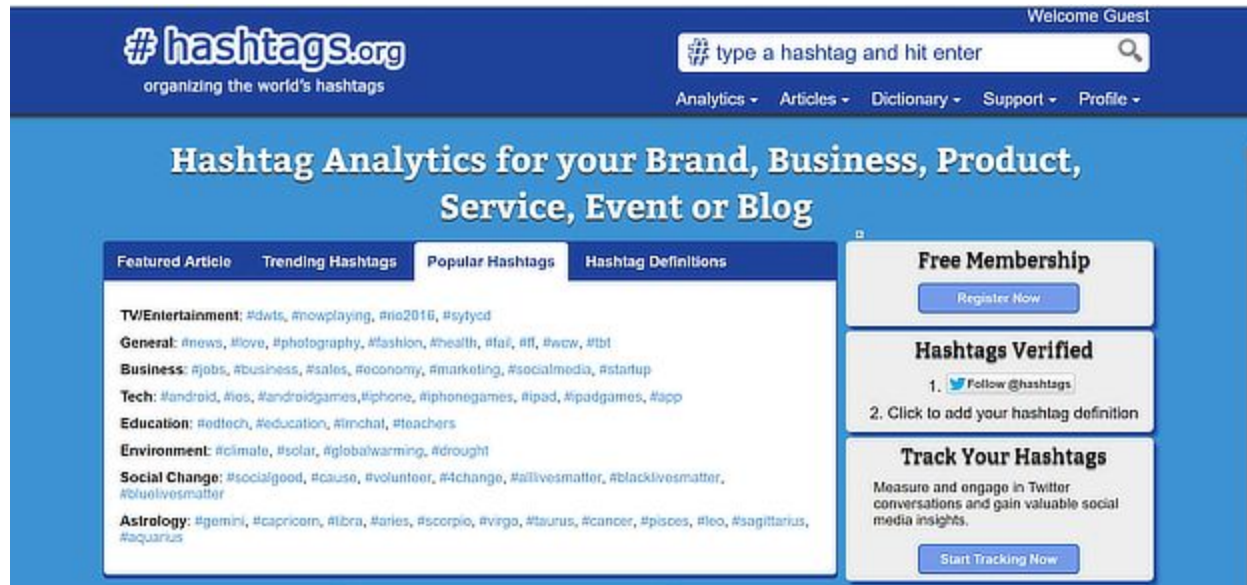 Welcome Guest
# hashtags.org
organizing the world's hashtags
# type a hashtag and hit enter
Analytics Articles Dictionary Support Profile
Hashtag Analytics for your Brand, Business, Product,
Service, Event or Blog
Featured Article Trending Hashtags Popular Hashtags Hashtag Definitions
TV/Entertainment: #dwts, #nowplaying, #rio2016, #sytycd
General: #news, #love, #photography, #fashion, #health, #fail, #ff, #wcw, #tbt
Business: #jobs, #business, #sales, #economy, #marketing, #socialmedia, #startup
Tech: #android, #ios, #androidgames,#iphone, #iphonegames, #ipad, #ipadgames, #app
Education: #edtech, #education, #lrnchat, #teachers
Environment: #climate, #solar, #globalwarming, #drought
Social Change: #socialgood, #cause, #volunteer, #4change, #alllivesmatter, #blacklivesmatter,
#bluelivesmatter
Astrology: #gemini, #capricorn, #libra, #aries, #scorpio, #virgo, #taurus, #cancer, #pisces, #leo, #sagittarius,
#aquarius
Free Membership
Register Now
Hashtags Verified
1. Follow @hashtags
2. Click to add your hashtag definition
Track Your Hashtags
Measure and engage in Twitter
conversations and gain valuable social
media insights.
Start Tracking Now